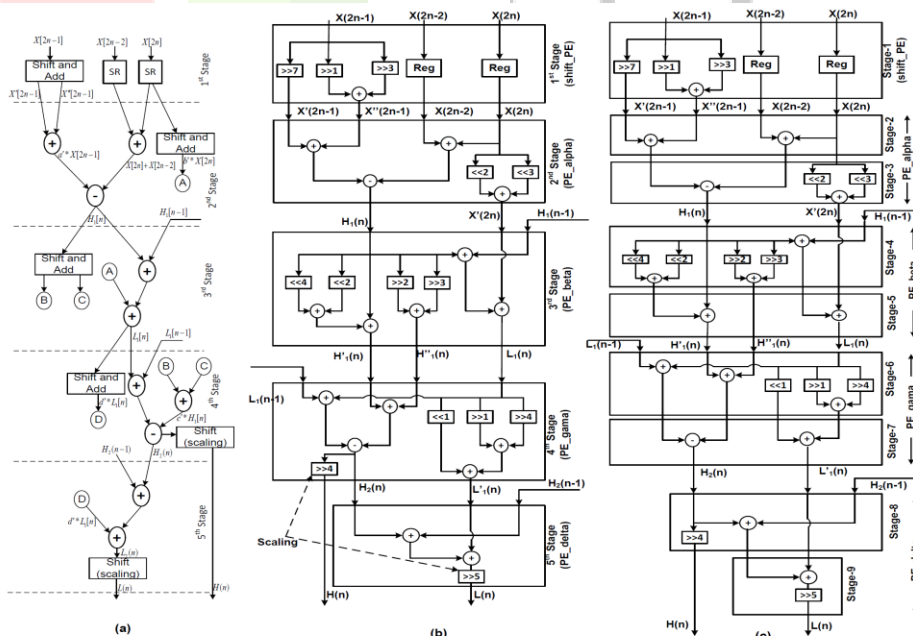 X[2n-1]
X[2n-2]
X[2n]
Shift and Add
SR
SR
1st Stage
X'[2n-1]
X''[2n-1]
+
+
Shift and Add
a'* X[2n-1]
X[2n]+X[2n-2]
b'* X[2n]
A
-
2nd Stage
H1[n]
H1[n-1]
Shift and Add
A
+
B
C
3rd Stage
+
L1[n]
L1[n-1]
B
C
Shift and Add
+
+
d'*L1[n]
c'*H1[n]
4th Stage
D
-
Shift (scaling)
H2(n-1)
H2(n)
D
+
d'*L1[n]
+
5th Stage
L2(n)
Shift (scaling)
L(n)
H(n)
(a)
X(2n-1)
X(2n-2)
X(2n)
>>7
>>1
>>3
Reg
Reg
+
1st Stage (shift_PE)
X'(2n-1)
X''(2n-1)
X(2n-2)
X(2n)
+
+
<<2
<<3
-
+
2nd Stage (PE_alpha)
H1(n)
X'(2n)
H1(n-1)
+
<<4
<<2
>>2
>>3
+
+
+
+
3rd Stage (PE_beta)
H'1(n)
H''1(n)
L1(n)
L1(n-1)
+
+
<<1
>>1
>>4
-
+
>>4
+
4th Stage (PE_gama)
H2(n)
L'1(n)
H2(n-1)
Scaling
+
+
>>5
5th Stage (PE_delta)
H(n)
L(n)
(b)
X(2n-1)
X(2n-2)
X(2n)
>>7
>>1
>>3
Reg
Reg
+
Stage-1 (shift_PE)
X'(2n-1)
X''(2n-1)
X(2n-2)
X(2n)
+
+
Stage-2
<<2
<<3
-
+
Stage-3
PE_alpha
H1(n)
X'(2n)
H1(n-1)
+
<<4
<<2
>>2
>>3
+
+
Stage-4
+
+
Stage-5
H'1(n)
H''1(n)
L1(n)
L1(n-1)
+
+
<<1
>>1
>>4
+
Stage-6
-
+
Stage-7
PE_gama
H2(n)
L'1(n)
H2(n-1)
>>4
+
Stage-8
+
>>5
Stage-9
H(n)
L(n)